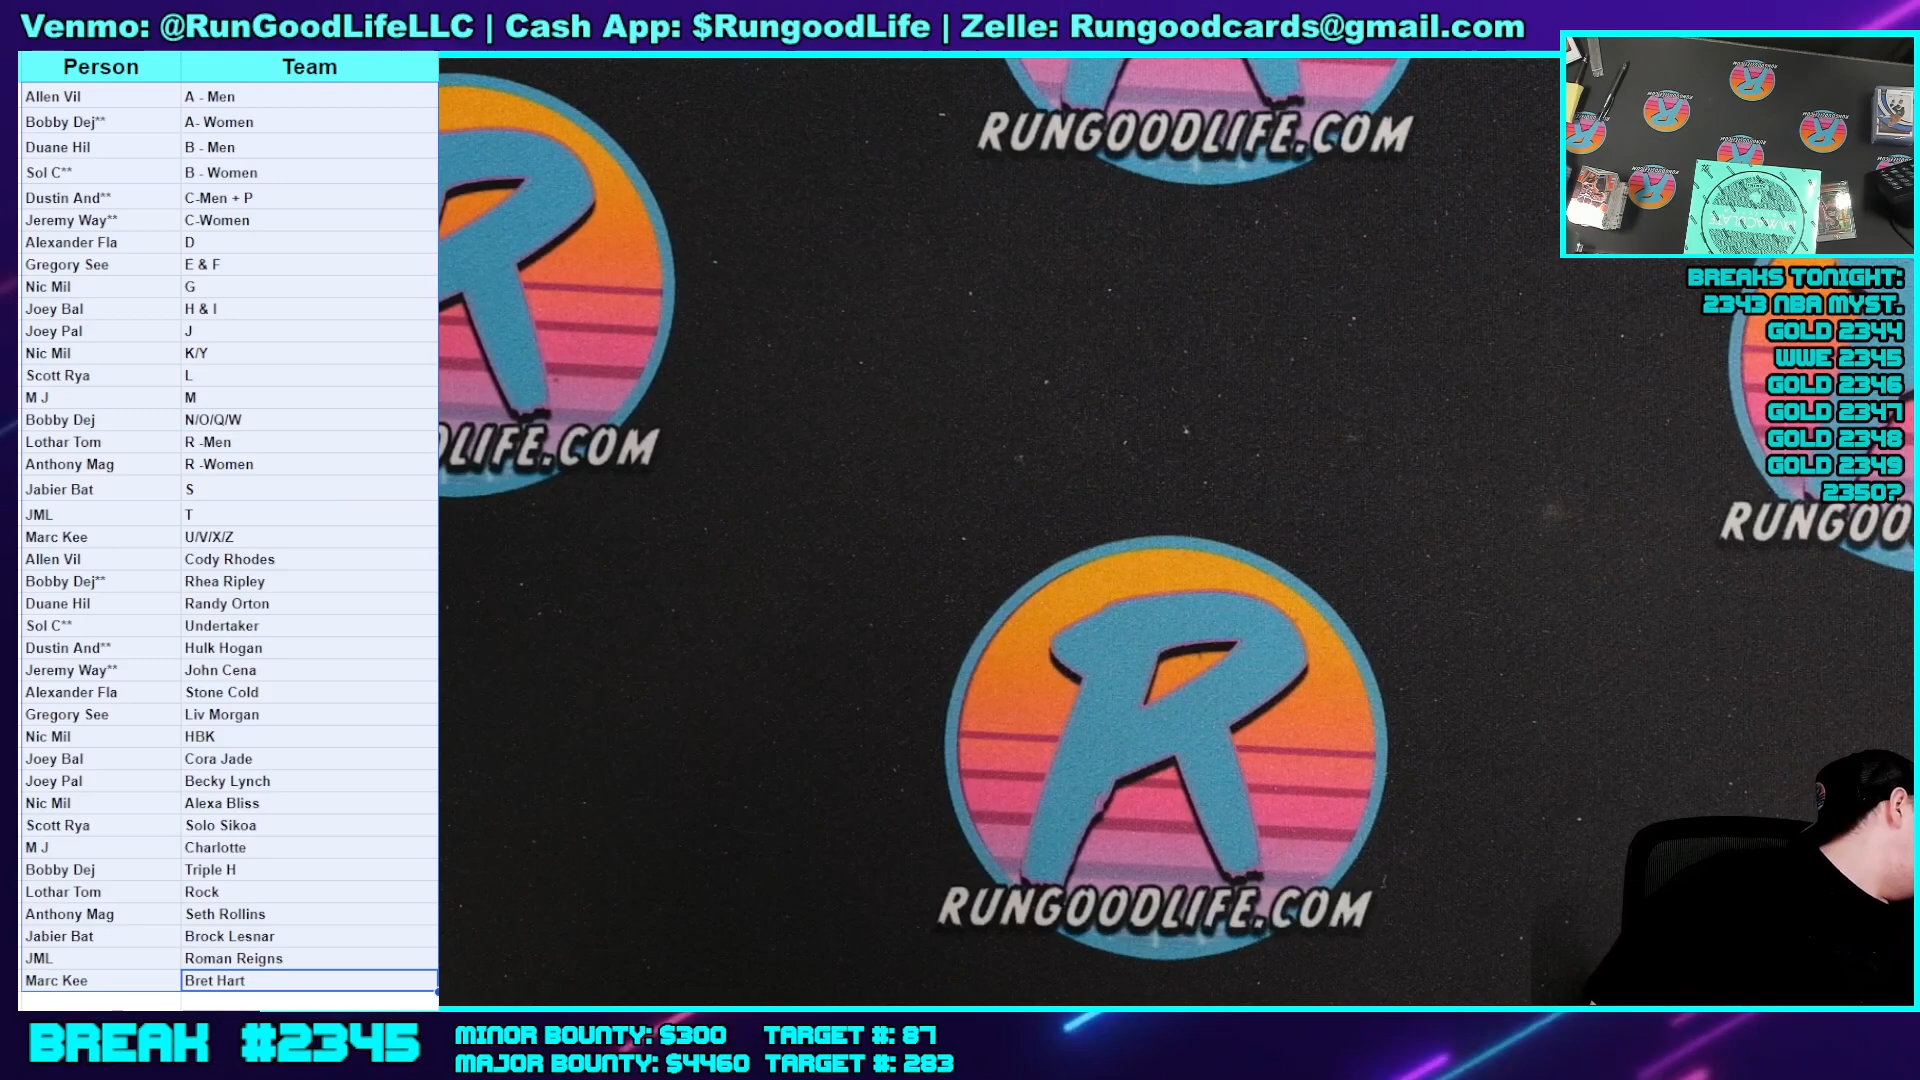 Venmo: @RunGoodLifeLLC | Cash App: $RungoodLife | Zelle: Rungoodcards@gmail.com
Person Team
Allen Vil A - Men
Bobby Dej** A- Women
Duane Hil B - Men
Sol C** B - Women
Dustin And** C-Men + P
Jeremy Way** C-Women
Alexander Fla D
Gregory See E & F
Nic Mil G
Joey Bal H & I
Joey Pal J
Nic Mil K/Y
Scott Rya L
M J M
Bobby Dej N/O/Q/W
Lothar Tom R -Men
Anthony Mag R -Women
Jabier Bat S
JML T
Marc Kee U/V/X/Z
Allen Vil Cody Rhodes
Bobby Dej** Rhea Ripley
Duane Hil Randy Orton
Sol C** Undertaker
Dustin And** Hulk Hogan
Jeremy Way** John Cena
Alexander Fla Stone Cold
Gregory See Liv Morgan
Nic Mil HBK
Joey Bal Cora Jade
Joey Pal Becky Lynch
Nic Mil Alexa Bliss
Scott Rya Solo Sikoa
M J Charlotte
Bobby Dej Triple H
Lothar Tom Rock
Anthony Mag Seth Rollins
Jabier Bat Brock Lesnar
JML Roman Reigns
Marc Kee Bret Hart
RUNGOODLIFE.COM
LIFE.COM
R
RUNGOODLIFE.COM
BREAKS TONIGHT:
2343 NBA MYST.
GOLD 2344
WWE 2345
GOLD 2346
GOLD 2347
GOLD 2348
GOLD 2349
2350?
RUNGOO
BREAK #2345
MINOR BOUNTY: $300 TARGET #: 87
MAJOR BOUNTY: $4460 TARGET #: 283